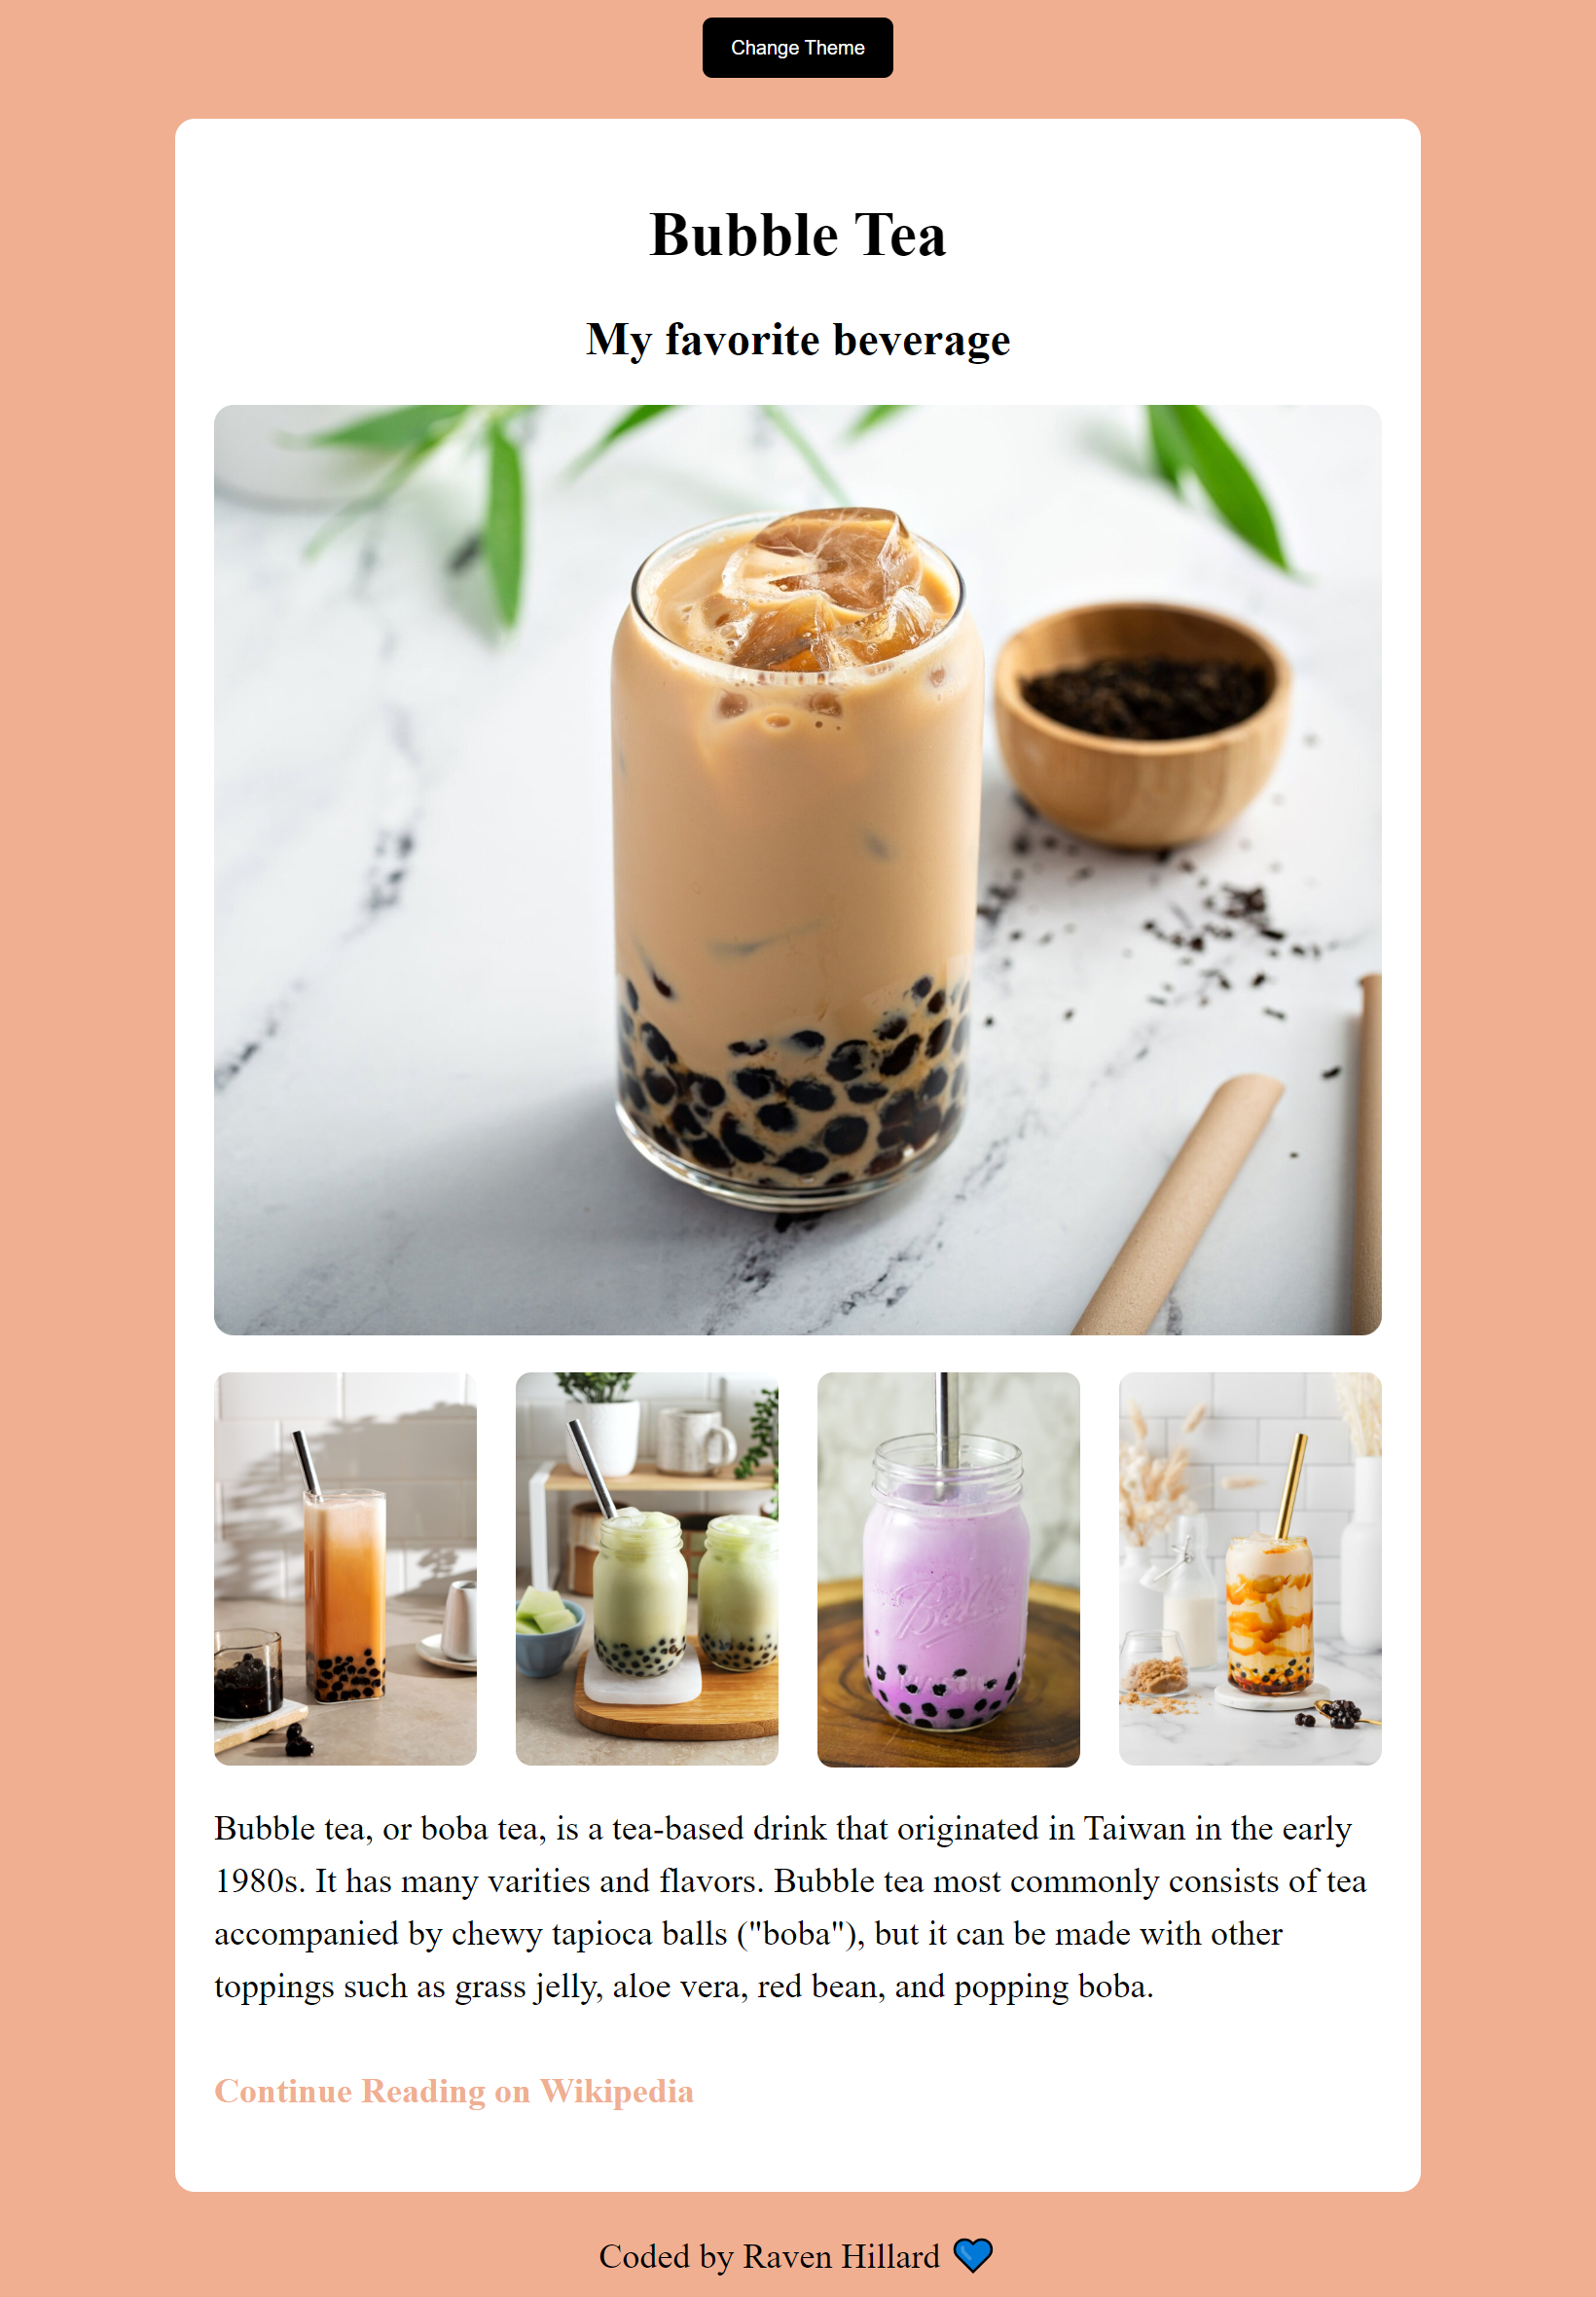 Change Theme
Bubble Tea
My favorite beverage
Ball
Bubble tea, or boba tea, is a tea-based drink that originated in Taiwan in the early
1980s. It has many varities and flavors. Bubble tea most commonly consists of tea
accompanied by chewy tapioca balls ("boba"), but it can be made with other
toppings such as grass jelly, aloe vera, red bean, and popping boba.
Continue Reading on Wikipedia
Coded by Raven Hillard 💙